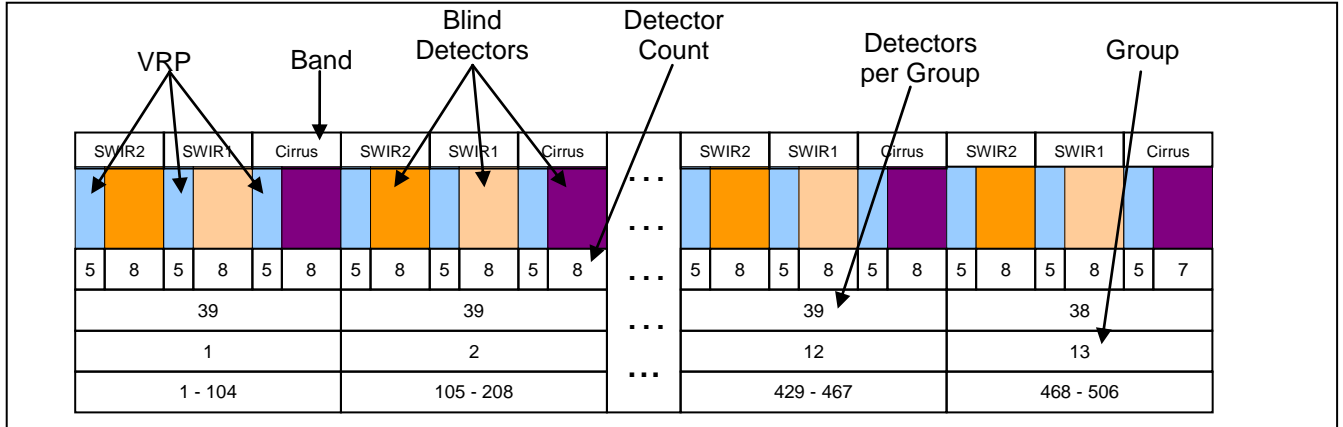 VRP
Band
Blind
Detectors
Detector
Count
Detectors
per Group
Group
SWIR2 SWIR1 Cirrus SWIR2 SWIR1 Cirrus ... SWIR2 SWIR1 Cirrus SWIR2 SWIR1 Cirrus
...
5 8 5 8 5 8 5 8 5 8 5 8 ... 5 8 5 8 5 8 5 8 5 8 5 7
39 39 ... 39 38
1 2 12 13
1 - 104 105 - 208 ... 429 - 467 468 - 506